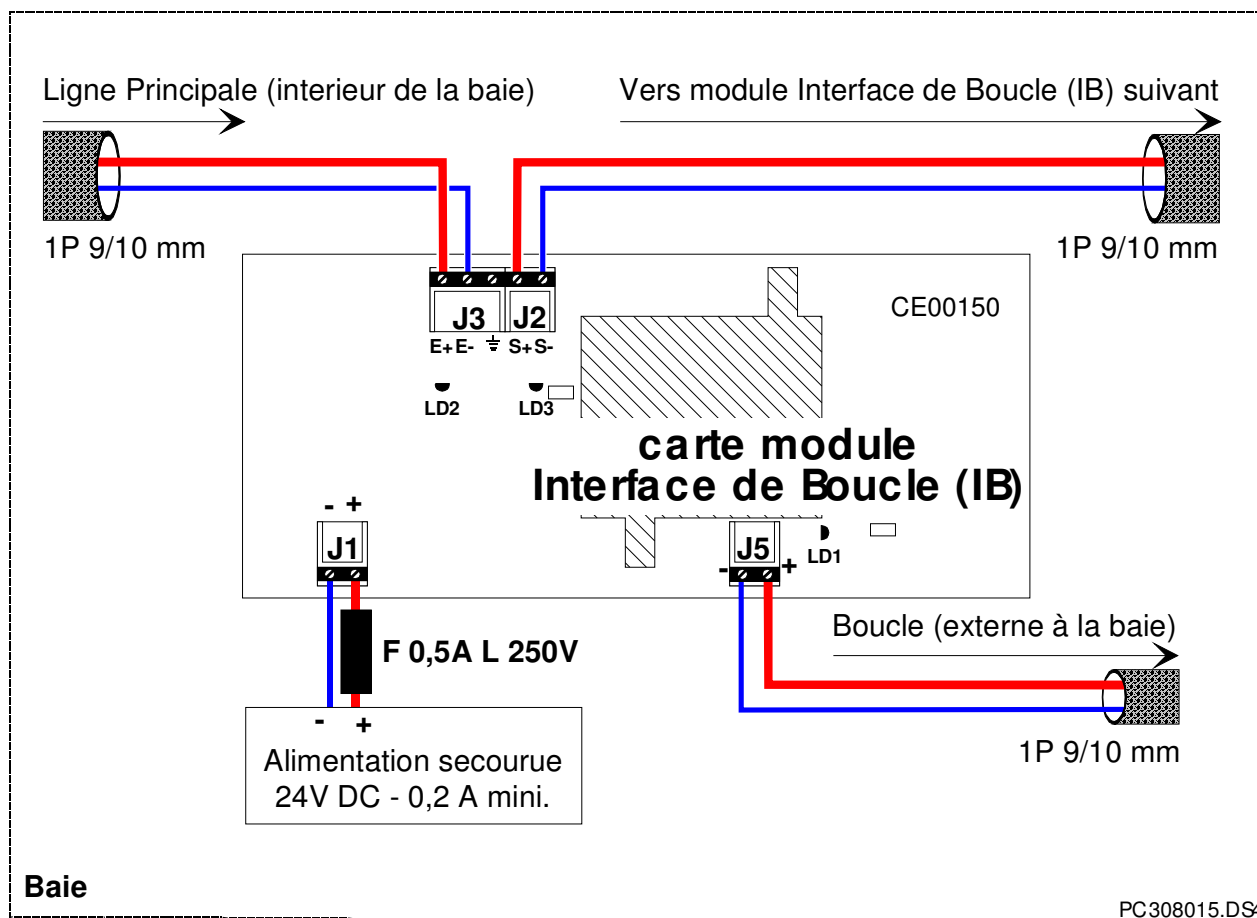 Ligne Principale (interieur de la baie)
Vers module Interface de Boucle (IB) suivant
1P 9/10 mm
1P 9/10 mm
CE00150
J3 J2
E+ E- S+ S-
LD2
LD3
carte module
Interface de Boucle (IB)
- +
J1
J5
- +
LD1
F 0,5A L 250V
Boucle (externe à la baie)
1P 9/10 mm
- +
Alimentation secourue
24V DC - 0,2 A mini.
Baie
PC308015.DS4